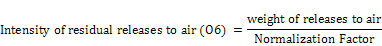 Intensity of residual releases to air (O6) = weight of releases to air / Normalization Factor